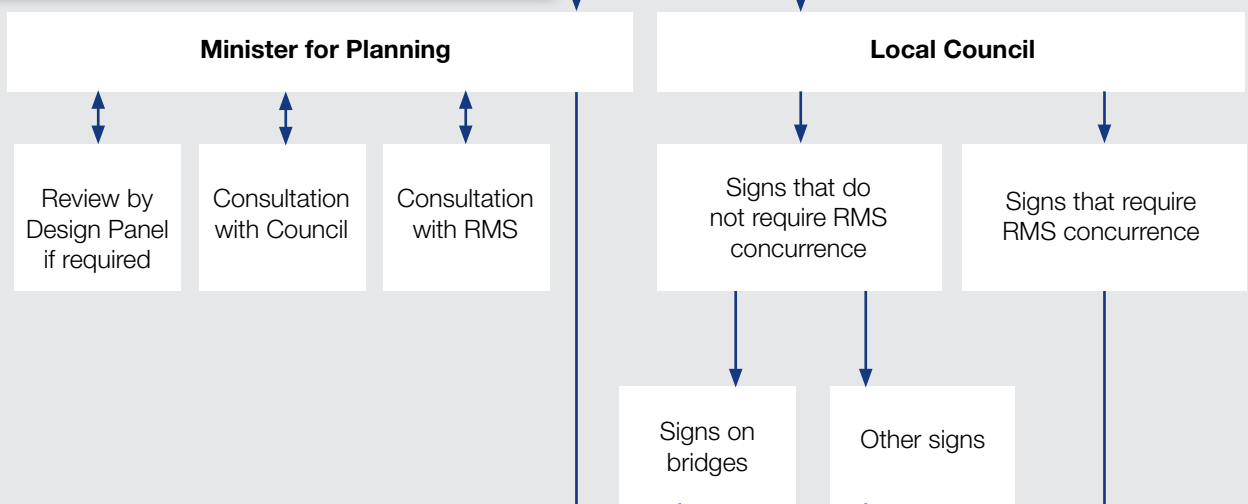 Minister for Planning
Local Council
Review by
Design Panel
if required
Consultation
with Council
Consultation
with RMS
Signs that do
not require RMS
concurrence
Signs that require
RMS concurrence
Signs on
bridges
Other signs